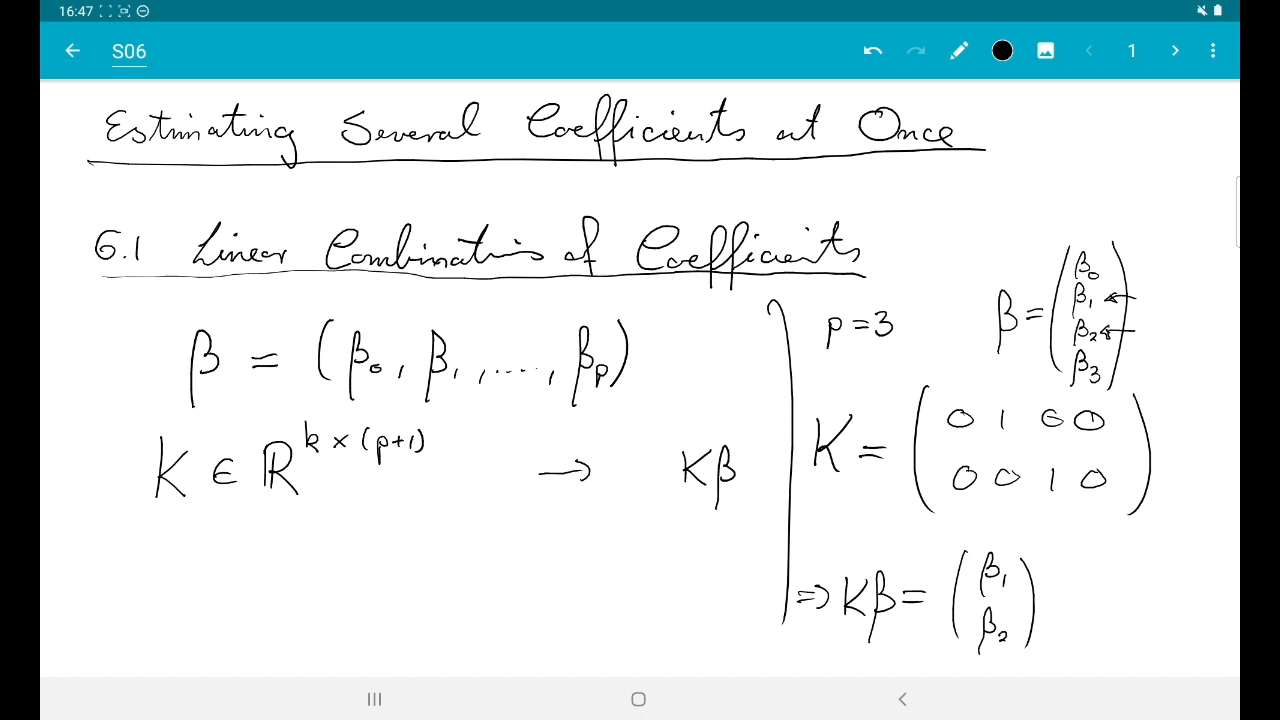 16:47
S06
1
Estimating Several Coefficients at Once
6.1 Linear Combinations of Coefficients
β = (β₀, β₁, ....., βₚ)
K ∈ ℝ^{k × (p+1)} → Kβ
p = 3
β = (β₀
β₁ ←
β₂ ←
β₃)
K = (0 1 0 0
0 0 1 0)
⇒ Kβ = (β₁
β₂)